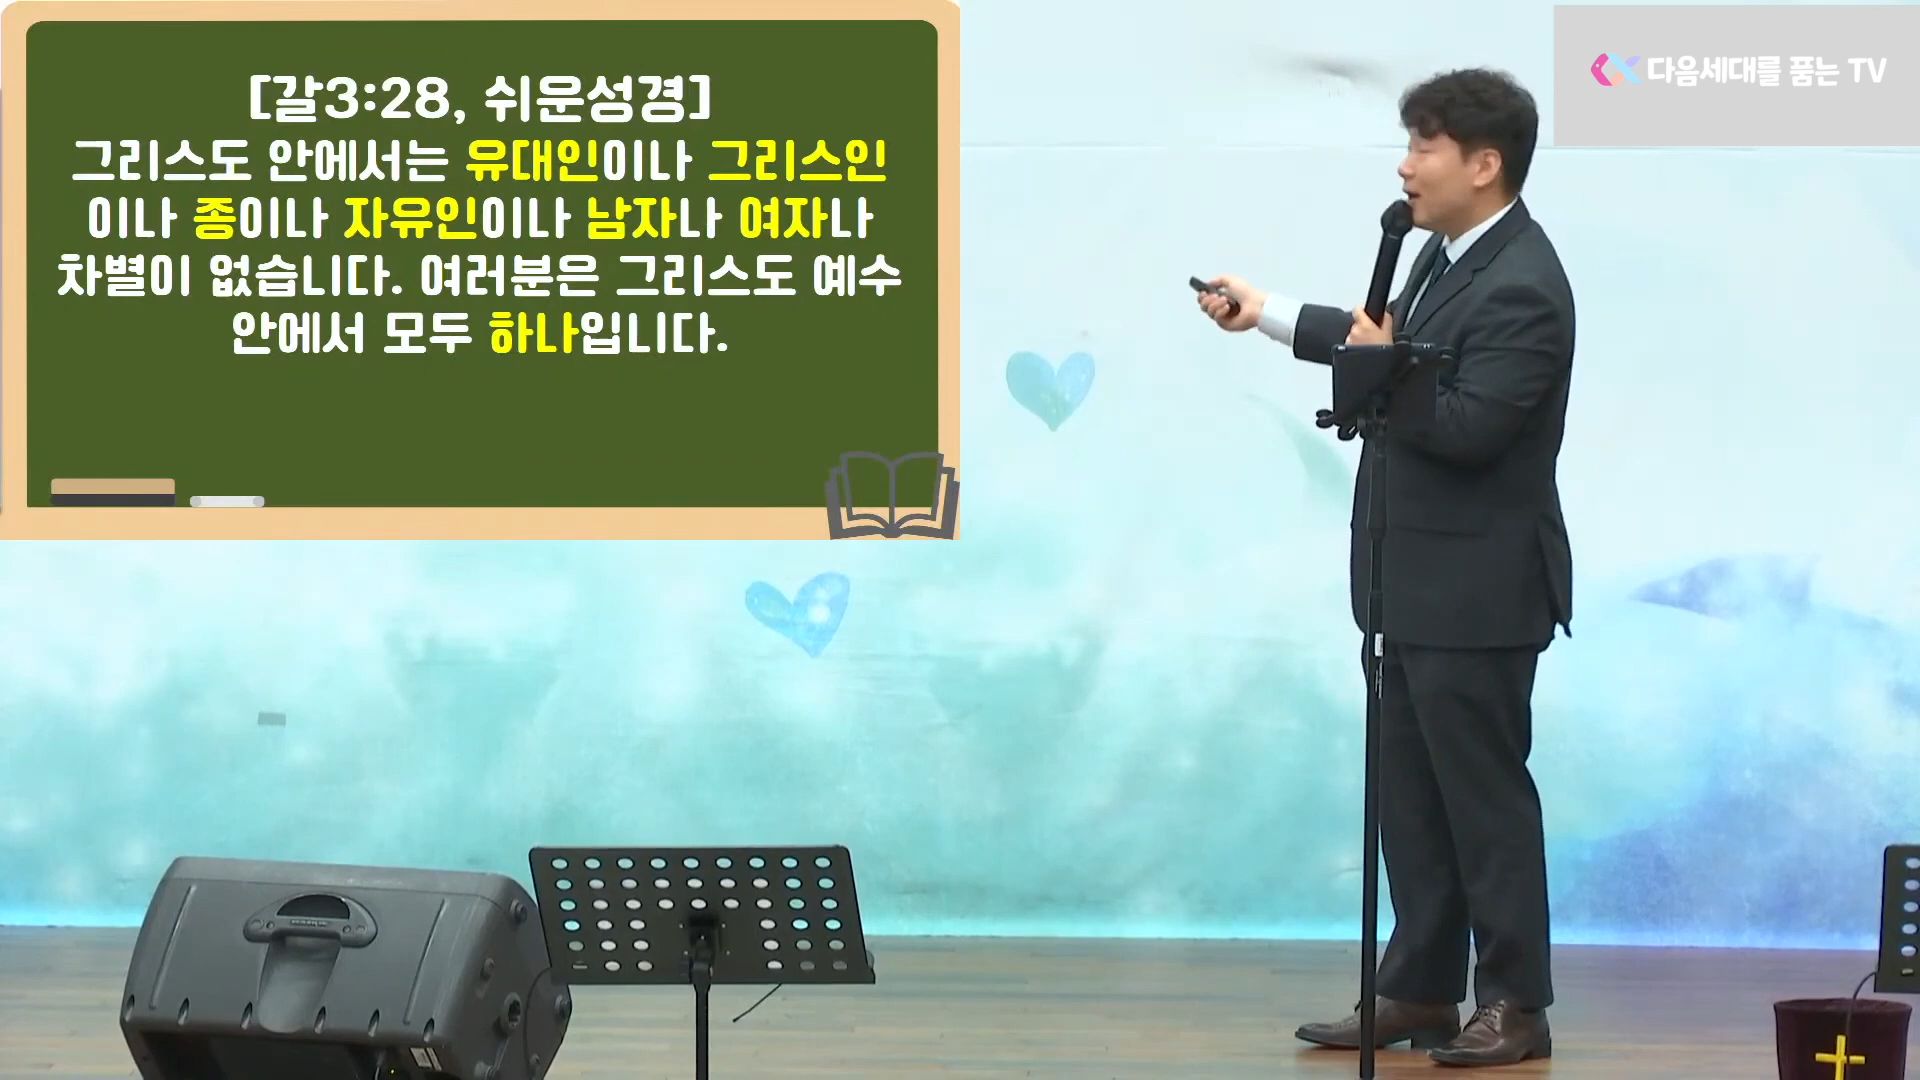 [갈3:28, 쉬운성경]
그리스도 안에서는 유대인이나 그리스인
이나 종이나 자유인이나 남자나 여자나
차별이 없습니다. 여러분은 그리스도 예수
안에서 모두 하나입니다.
다음세대를 품는 TV